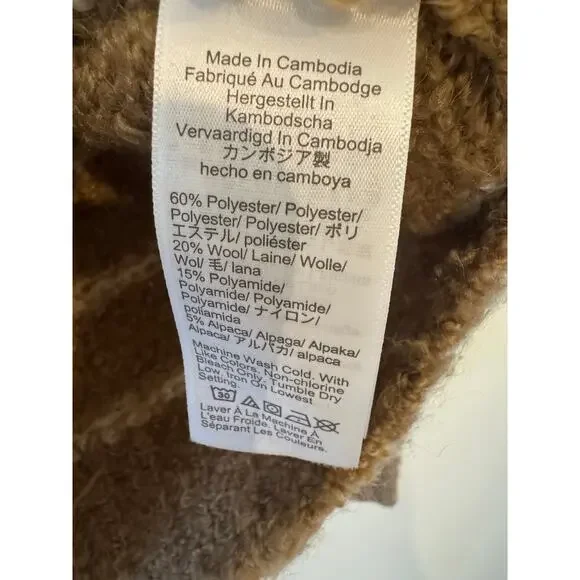 Made In Cambodia
Fabriqué Au Cambodge
Hergestellt In
Kambodscha
Vervaardigd In Cambodja
カンボジア製
hecho en camboya
60% Polyester/ Polyester/
Polyester/ Polyester/ ポリ
エステル/ poliéster
20% Wool/ Laine/ Wolle/
Wol/ 毛/ lana
15% Polyamide/
Polyamide/ Polyamide/
Polyamide/ ナイロン/
poliamida
5% Alpaca/ Alpaga/ Alpaka/
Alpaca/ アルパカ/ alpaca
Machine Wash Cold. With
Like Colors. Non-chlorine
Bleach Only. Tumble Dry
Low. Iron On Lowest
Setting.
30
Laver À La Machine À
L'eau Froide. Laver En
Séparant Les Couleurs.